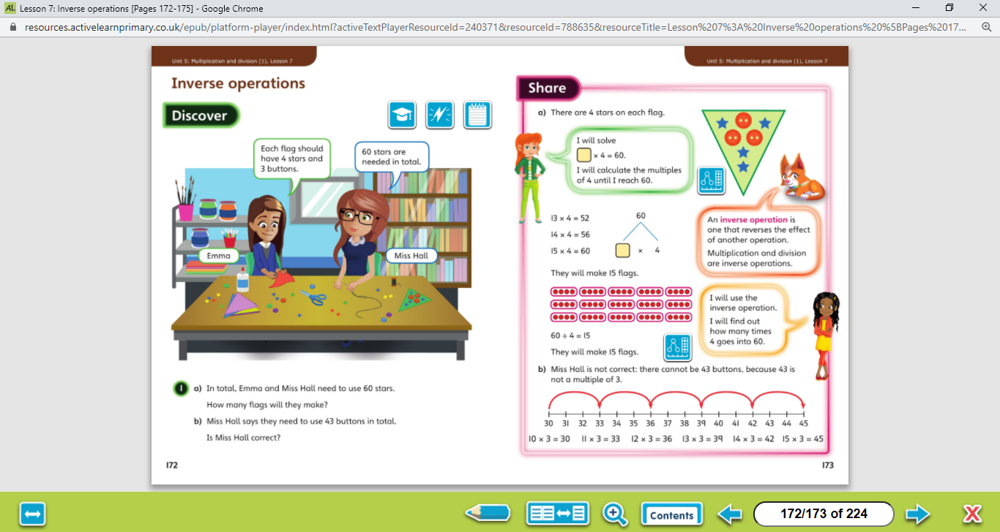 AL Lesson 7: Inverse operations [Pages 172-175] - Google Chrome
resources.activelearnprimary.co.uk/epub/platform-player/index.html?activeTextPlayerResourceId=240371&resourceId=788635&resourceTitle=Lesson%207%3A%20Inverse%20operations%20%5BPages%2017...
Unit 5: Multiplication and division (1), Lesson 7
Inverse operations
Discover
Each flag should
have 4 stars and
3 buttons.
60 stars are
needed in total.
Emma
Miss Hall
1 a) In total, Emma and Miss Hall need to use 60 stars.
How many flags will they make?
b) Miss Hall says they need to use 43 buttons in total.
Is Miss Hall correct?
172
Unit 5: Multiplication and division (1), Lesson 7
Share
a) There are 4 stars on each flag.
I will solve
× 4 = 60.
I will calculate the multiples
of 4 until I reach 60.
13 × 4 = 52
14 × 4 = 56
15 × 4 = 60
60
× 4
An inverse operation is
one that reverses the effect
of another operation.
Multiplication and division
are inverse operations.
They will make 15 flags.
I will use the
inverse operation.
I will find out
how many times
4 goes into 60.
60 ÷ 4 = 15
They will make 15 flags.
b) Miss Hall is not correct: there cannot be 43 buttons, because 43 is
not a multiple of 3.
30 31 32 33 34 35 36 37 38 39 40 41 42 43 44 45
10 × 3 = 30 11 × 3 = 33 12 × 3 = 36 13 × 3 = 39 14 × 3 = 42 15 × 3 = 45
173
Contents
172/173 of 224
X